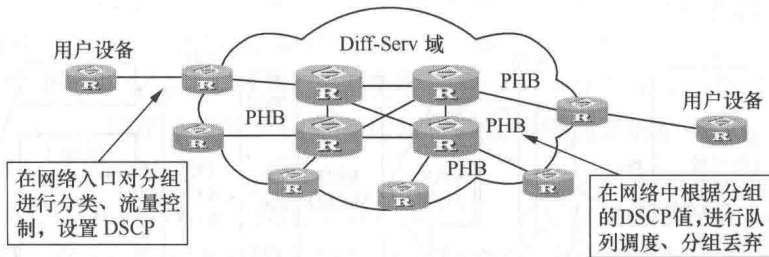 用户设备
Diff-Serv 域
PHB
用户设备
PHB
PHB
PHB
R
R
R
R
R
R
R
R
R
R
R
R
在网络入口对分组
进行分类、流量控
制，设置 DSCP
在网络中根据分组
的DSCP值,进行队
列调度、分组丢弃